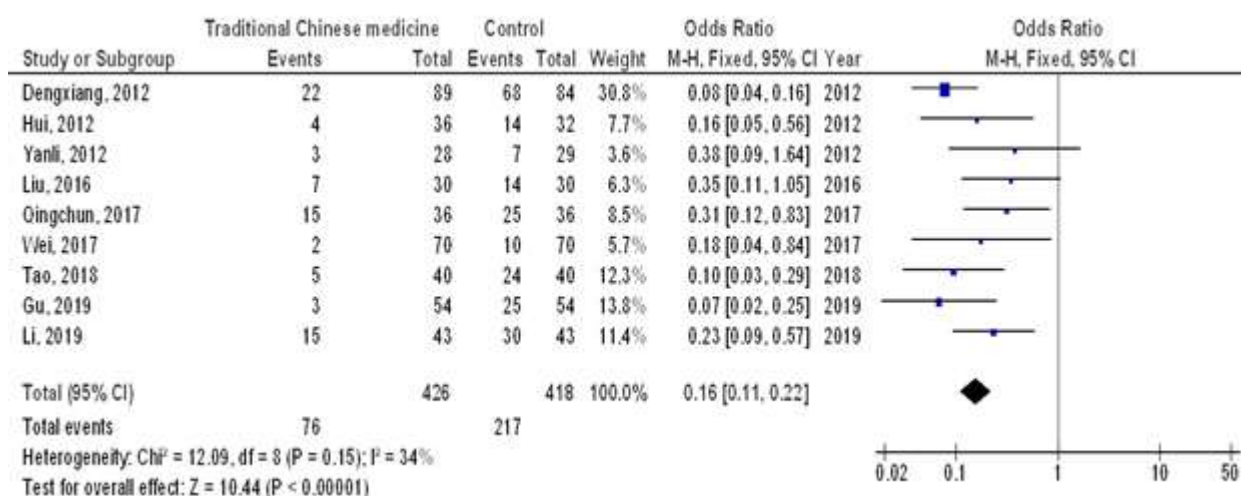 Traditional Chinese medicine Control Odds Ratio Odds Ratio
Study or Subgroup Events Total Events Total Weight M-H, Fixed, 95% CI Year M-H, Fixed, 95% CI
Dengxiang, 2012 22 89 68 84 30.8% 0.08 [0.04, 0.16] 2012
Hui, 2012 4 36 14 32 7.7% 0.16 [0.05, 0.56] 2012
Yanli, 2012 3 28 7 29 3.6% 0.38 [0.09, 1.64] 2012
Liu, 2016 7 30 14 30 6.3% 0.35 [0.11, 1.05] 2016
Qingchun, 2017 15 36 25 36 8.5% 0.31 [0.12, 0.83] 2017
Wei, 2017 2 70 10 70 5.7% 0.18 [0.04, 0.84] 2017
Tao, 2018 5 40 24 40 12.3% 0.10 [0.03, 0.29] 2018
Gu, 2019 3 54 25 54 13.8% 0.07 [0.02, 0.25] 2019
Li, 2019 15 43 30 43 11.4% 0.23 [0.09, 0.57] 2019
Total (95% CI) 426 418 100.0% 0.16 [0.11, 0.22]
Total events 76 217
Heterogeneity: Chi² = 12.09, df = 8 (P = 0.15); I² = 34%
Test for overall effect: Z = 10.44 (P < 0.00001)
0.02 0.1 1 10 50